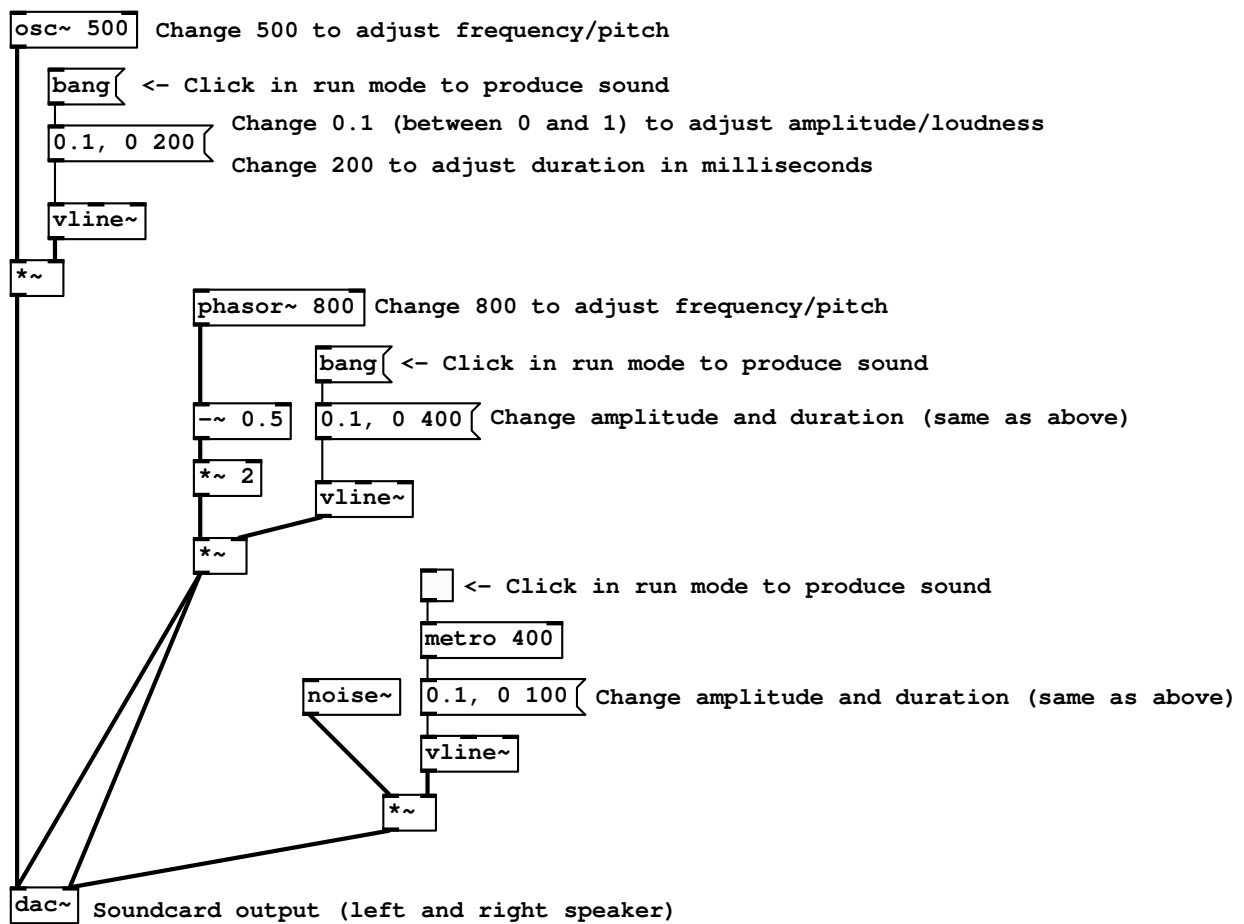 osc~ 500 Change 500 to adjust frequency/pitch
bang <- Click in run mode to produce sound
Change 0.1 (between 0 and 1) to adjust amplitude/loudness
0.1, 0 200
Change 200 to adjust duration in milliseconds
vline~
*~
phasor~ 800 Change 800 to adjust frequency/pitch
bang <- Click in run mode to produce sound
-~ 0.5 0.1, 0 400 Change amplitude and duration (same as above)
*~ 2
vline~
*~
<- Click in run mode to produce sound
metro 400
noise~ 0.1, 0 100 Change amplitude and duration (same as above)
vline~
*~
dac~ Soundcard output (left and right speaker)